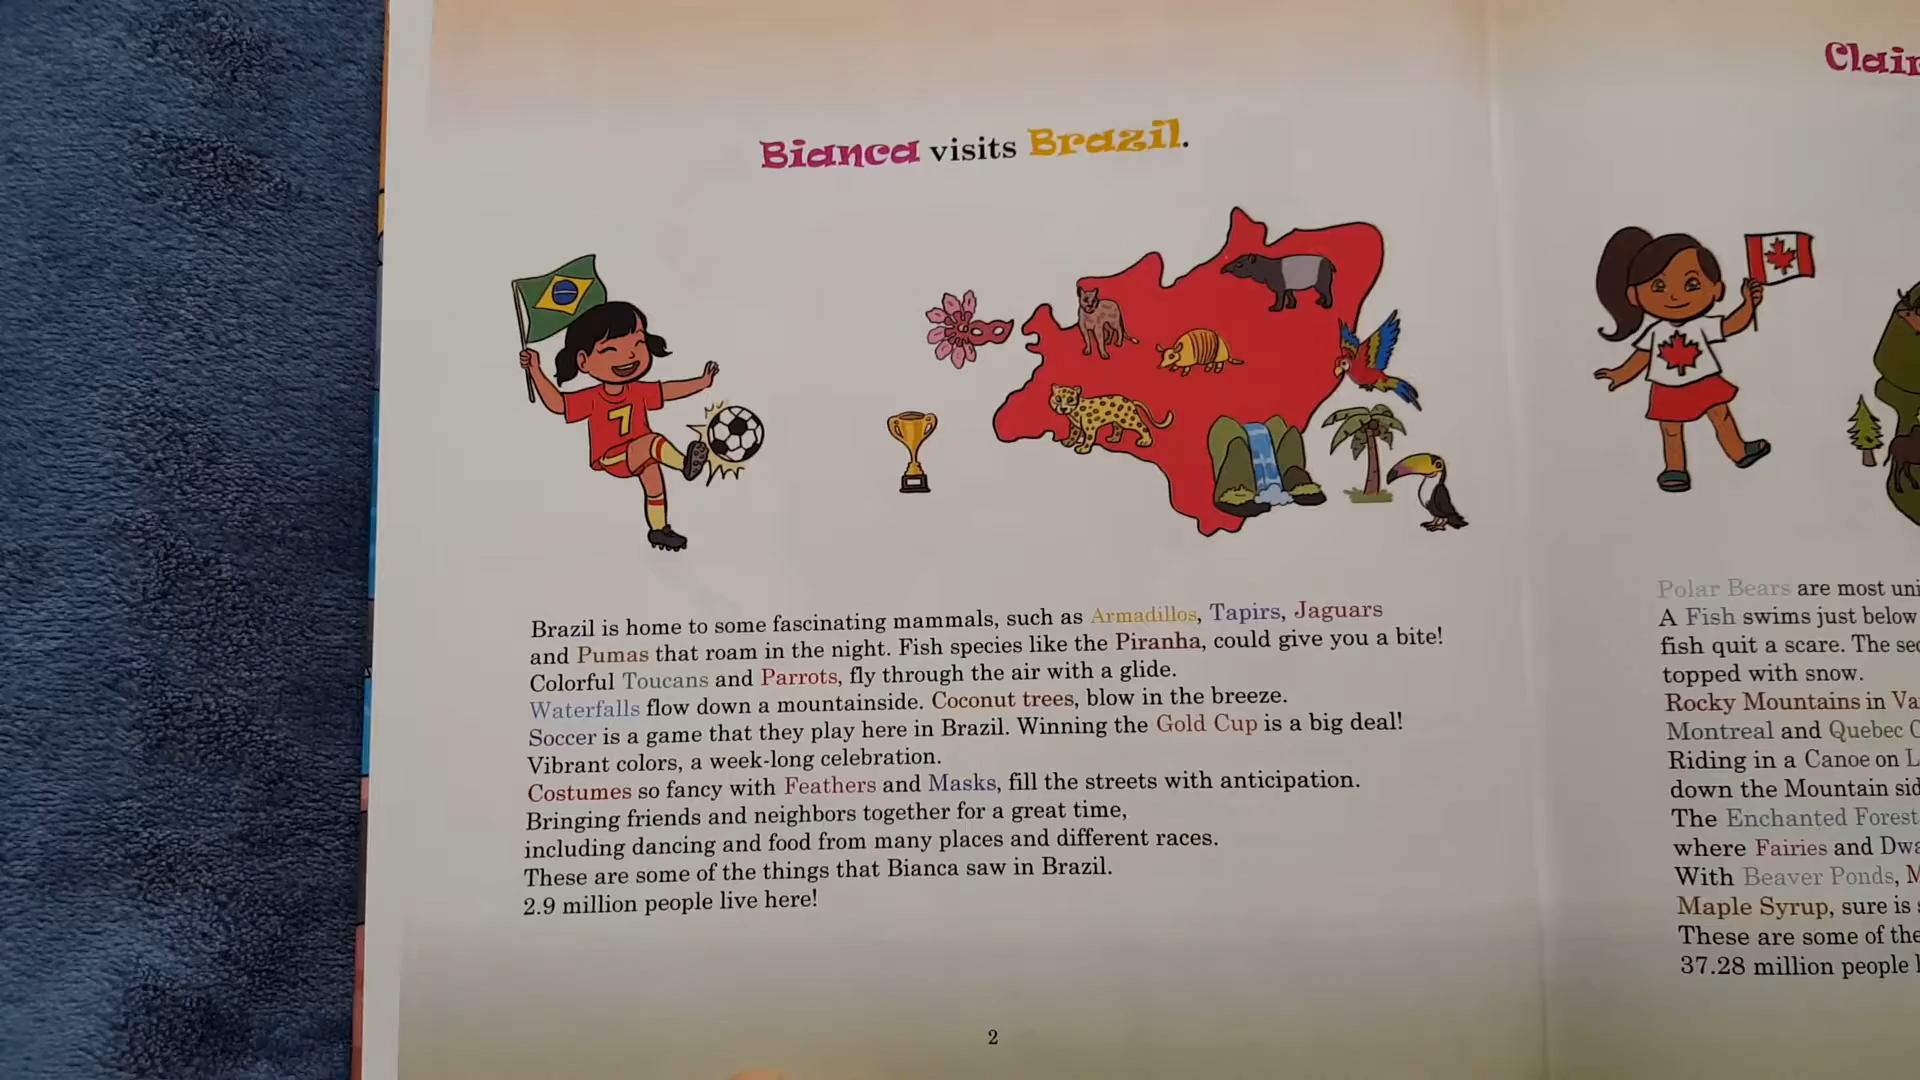 Bianca visits Brazil.
7
Brazil is home to some fascinating mammals, such as Armadillos, Tapirs, Jaguars
and Pumas that roam in the night. Fish species like the Piranha, could give you a bite!
Colorful Toucans and Parrots, fly through the air with a glide.
Waterfalls flow down a mountainside. Coconut trees, blow in the breeze.
Soccer is a game that they play here in Brazil. Winning the Gold Cup is a big deal!
Vibrant colors, a week-long celebration.
Costumes so fancy with Feathers and Masks, fill the streets with anticipation.
Bringing friends and neighbors together for a great time,
including dancing and food from many places and different races.
These are some of the things that Bianca saw in Brazil.
2.9 million people live here!
2
Polar Bears are most
A Fish swims just below
fish quit a scare. The
topped with snow.
Rocky Mountains in
Montreal and Quebec
Riding in a Canoe on
down the Mountain
The Enchanted Forest
where Fairies and
With Beaver Ponds,
Maple Syrup, sure is
These are some of the
37.28 million people